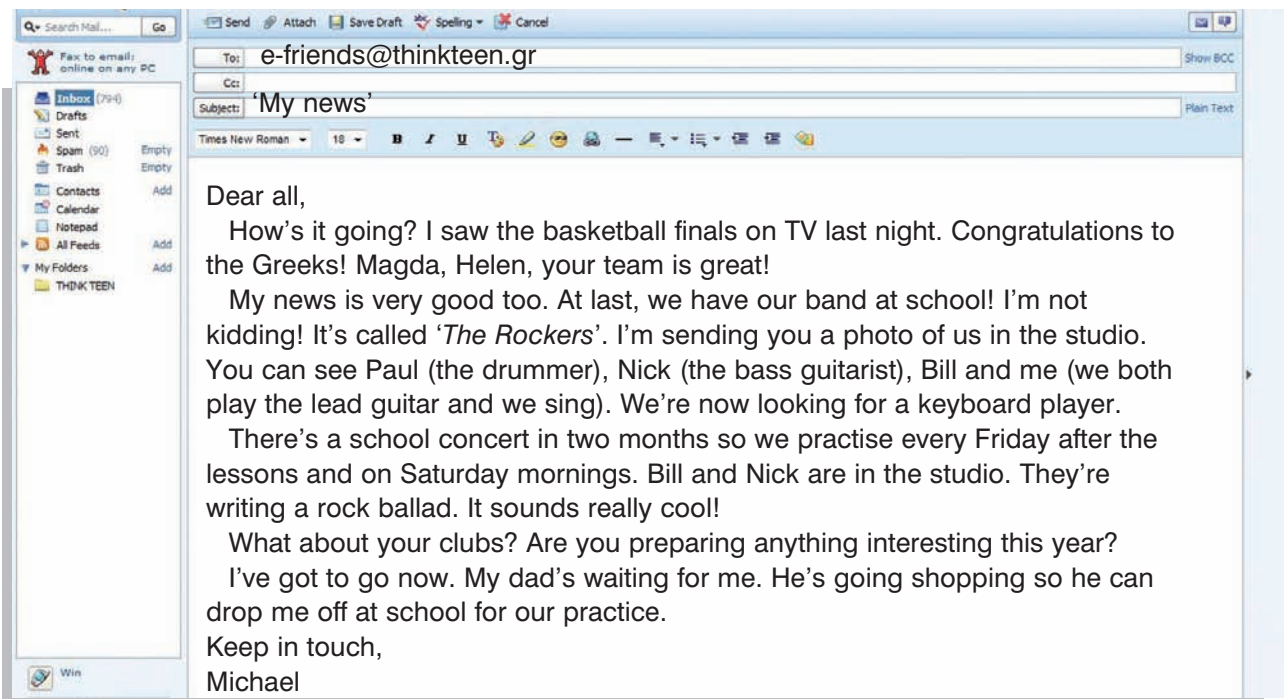 Search Mail... Go
Send Attach Save Draft Spelling Cancel
Fax to email:
online on any PC
To: e-friends@thinkteen.gr Show BCC
Cc:
Subject: ‘My news’ Plain Text
Times New Roman 18 B I U
Inbox (794)
Drafts
Sent
Spam (90) Empty
Trash Empty
Contacts Add
Calendar
Notepad
All Feeds Add
My Folders Add
THINK TEEN
Win
Dear all,
How’s it going? I saw the basketball finals on TV last night. Congratulations to
the Greeks! Magda, Helen, your team is great!
My news is very good too. At last, we have our band at school! I’m not
kidding! It’s called ‘The Rockers’. I’m sending you a photo of us in the studio.
You can see Paul (the drummer), Nick (the bass guitarist), Bill and me (we both
play the lead guitar and we sing). We’re now looking for a keyboard player.
There’s a school concert in two months so we practise every Friday after the
lessons and on Saturday mornings. Bill and Nick are in the studio. They’re
writing a rock ballad. It sounds really cool!
What about your clubs? Are you preparing anything interesting this year?
I’ve got to go now. My dad’s waiting for me. He’s going shopping so he can
drop me off at school for our practice.
Keep in touch,
Michael